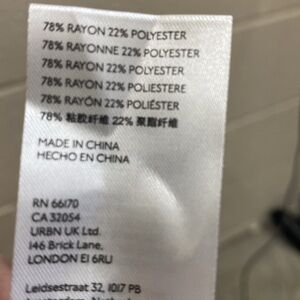 78% RAYON 22% POLYESTER
78% RAYONNE 22% POLYESTER
78% RAYON 22% POLYESTER
78% RAYON 22% POLIESTERE
78% RAYÓN 22% POLIÉSTER
78% 粘胶纤维 22% 聚酯纤维
MADE IN CHINA
HECHO EN CHINA
RN 66170
CA 32054
URBN UK Ltd.
146 Brick Lane,
LONDON E1 6RU
Leidsestraat 32, 1017 PB